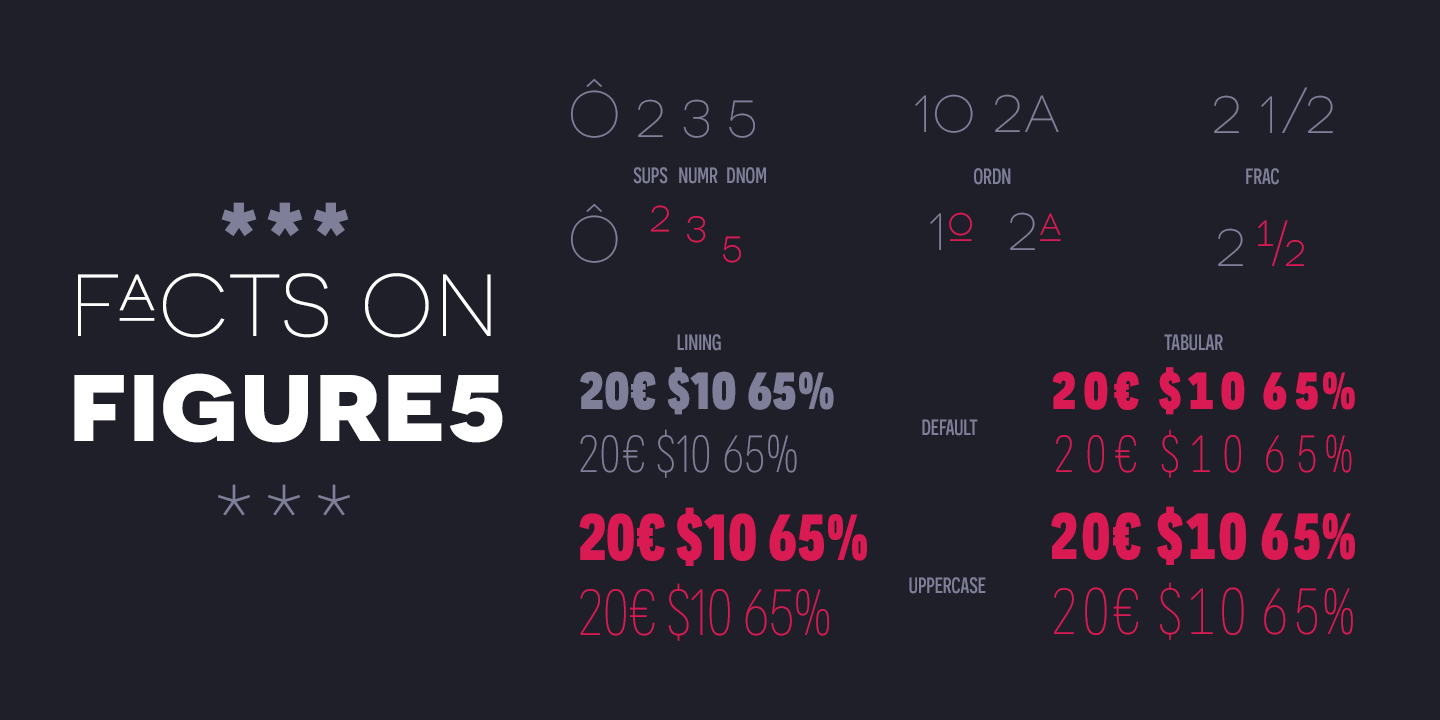 ***
FACTS ON
FIGURE5
***
Ô 2 3 5
SUPS NUMR DNOM
Ô 2 3 5
1O 2A
ORDN
1º 2ª
2 1/2
FRAC
2 1/2
LINING
20€ $10 65%
20€ $10 65%
20€ $10 65%
20€ $10 65%
DEFAULT
UPPERCASE
TABULAR
20€ $10 65%
20€ $10 65%
20€ $10 65%
20€ $10 65%